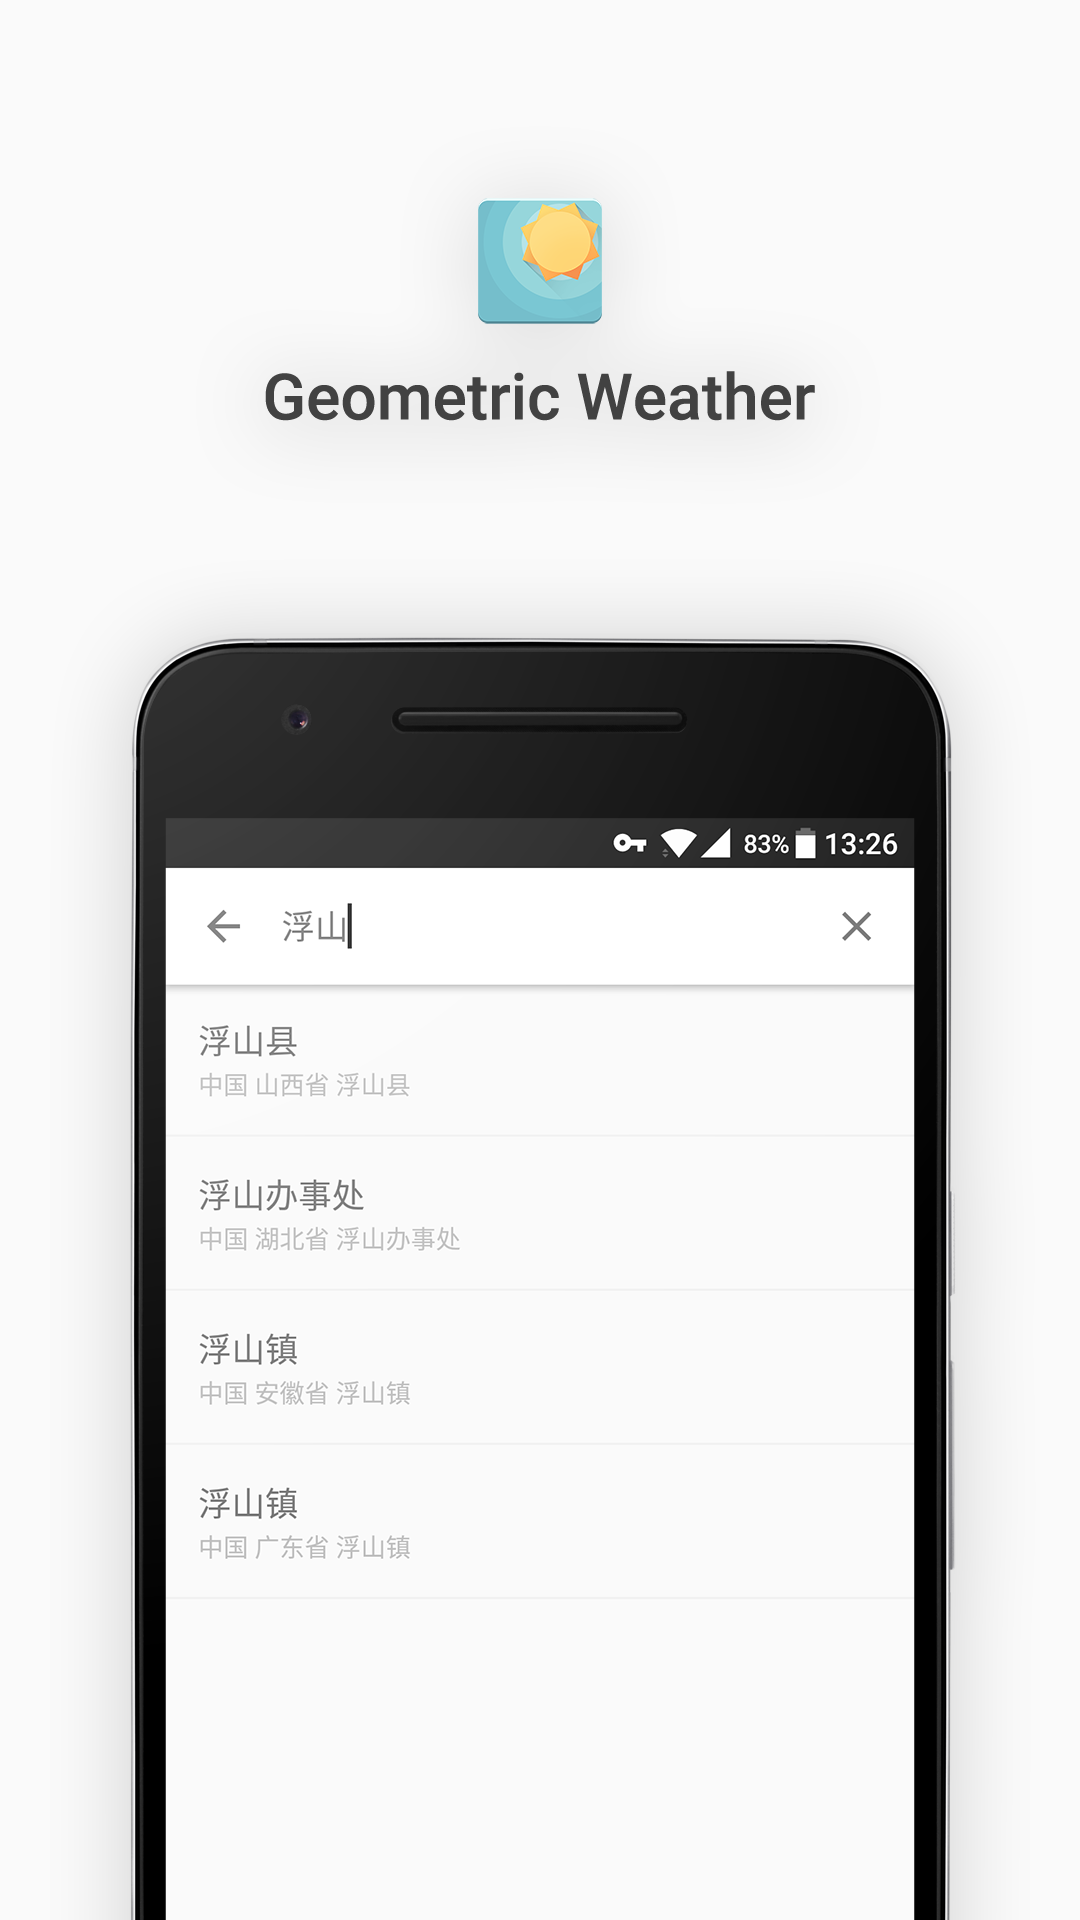 Geometric Weather
83% 13:26
浮山
浮山县
中国 山西省 浮山县
浮山办事处
中国 湖北省 浮山办事处
浮山镇
中国 安徽省 浮山镇
浮山镇
中国 广东省 浮山镇